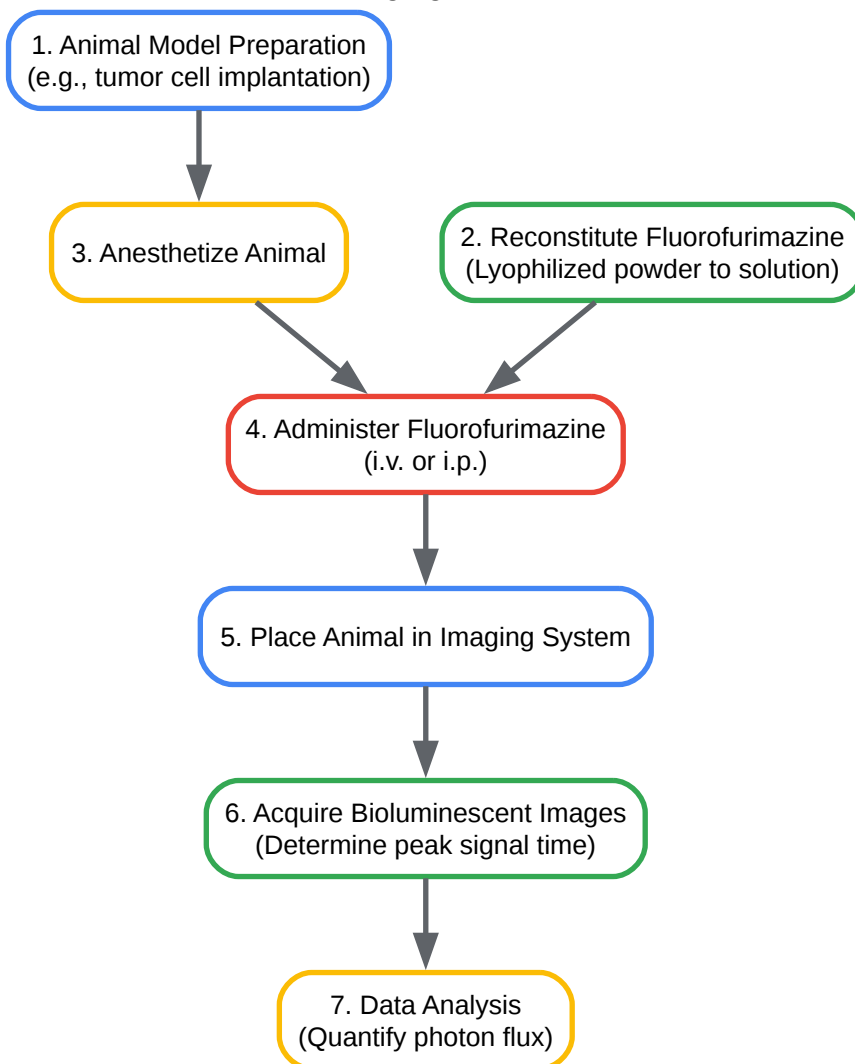 1. Animal Model Preparation
(e.g., tumor cell implantation)
3. Anesthetize Animal
2. Reconstitute Fluorofurimazine
(Lyophilized powder to solution)
4. Administer Fluorofurimazine
(i.v. or i.p.)
5. Place Animal in Imaging System
6. Acquire Bioluminescent Images
(Determine peak signal time)
7. Data Analysis
(Quantify photon flux)